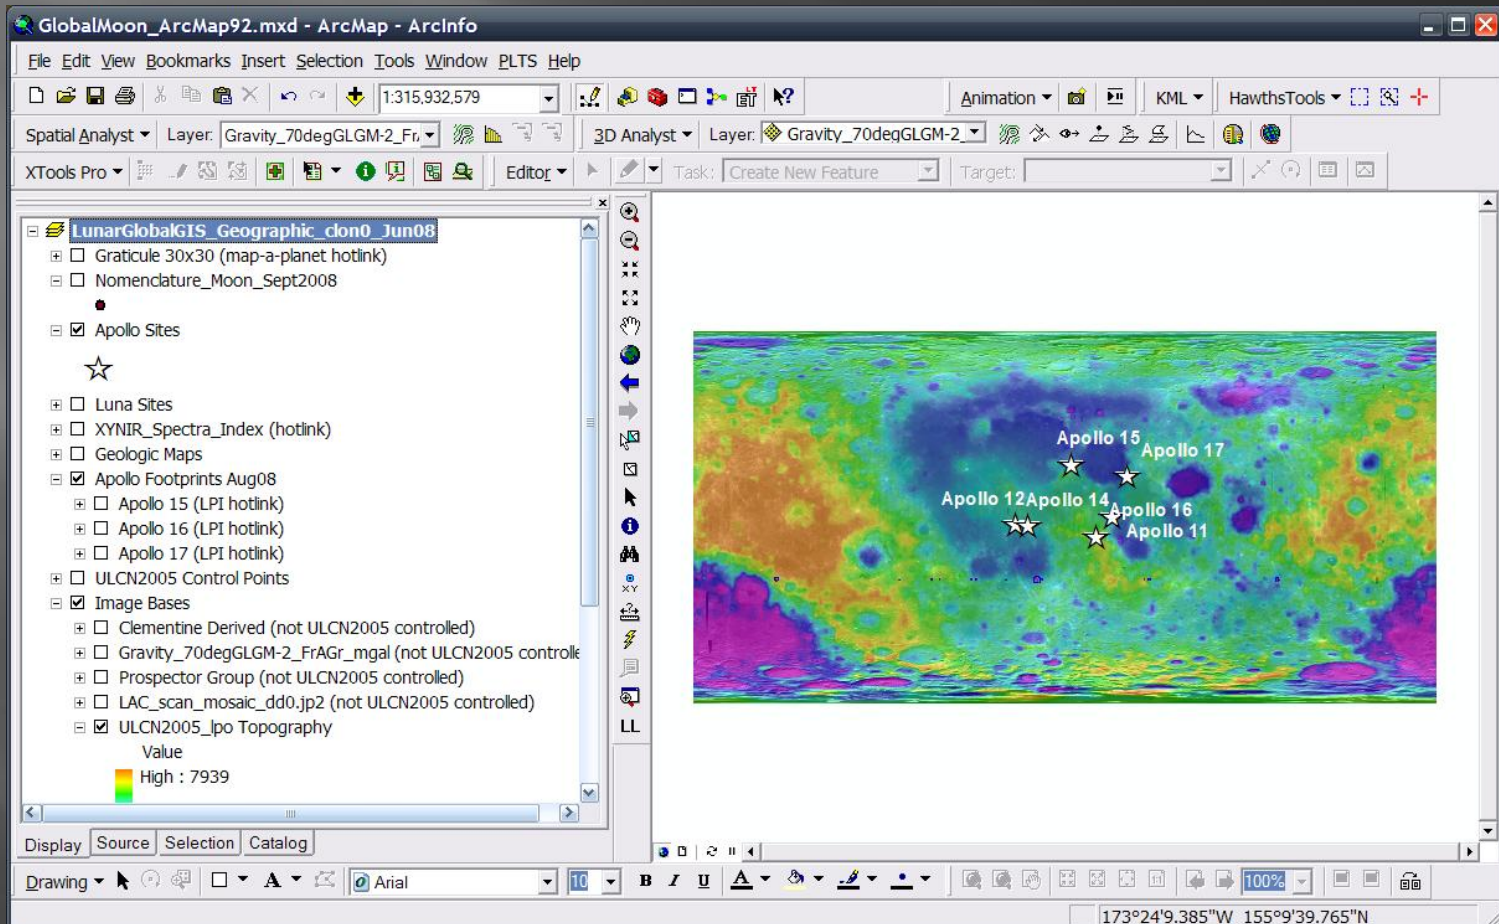 GlobalMoon_ArcMap92.mxd - ArcMap - ArcInfo
File Edit View Bookmarks Insert Selection Tools Window PLTS Help
1:315,932,579
Animation KML HawthsTools
Spatial Analyst Layer: Gravity_70degGLGM-2_Fr 3D Analyst Layer: Gravity_70degGLGM-2_
XTools Pro Editor Task: Create New Feature Target:
LunarGlobalGIS_Geographic_clon0_Jun08
Graticule 30x30 (map-a-planet hotlink)
Nomenclature_Moon_Sept2008
Apollo Sites
Luna Sites
XYNIR_Spectra_Index (hotlink)
Geologic Maps
Apollo Footprints Aug08
Apollo 15 (LPI hotlink)
Apollo 16 (LPI hotlink)
Apollo 17 (LPI hotlink)
ULCN2005 Control Points
Image Bases
Clementine Derived (not ULCN2005 controlled)
Gravity_70degGLGM-2_FrAGr_mgal (not ULCN2005 controlle
Prospector Group (not ULCN2005 controlled)
LAC_scan_mosaic_dd0.jp2 (not ULCN2005 controlled)
ULCN2005_lpo Topography
Value
High : 7939
Display Source Selection Catalog
XY
LL
Apollo 15
Apollo 17
Apollo 12
Apollo 14
Apollo 16
Apollo 11
Drawing A Arial 10 B I U A 100%
173°24'9.385"W 155°9'39.765"N